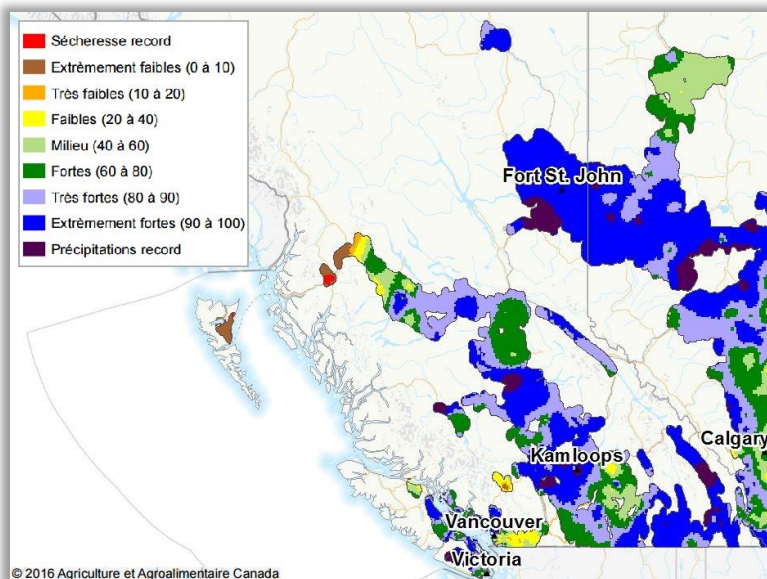 Sécheresse record
Extrêmement faibles (0 à 10)
Très faibles (10 à 20)
Faibles (20 à 40)
Milieu (40 à 60)
Fortes (60 à 80)
Très fortes (80 à 90)
Extrêmement fortes (90 à 100)
Précipitations record
Fort St. John
Calgary
Kamloops
Vancouver
Victoria
© 2016 Agriculture et Agroalimentaire Canada